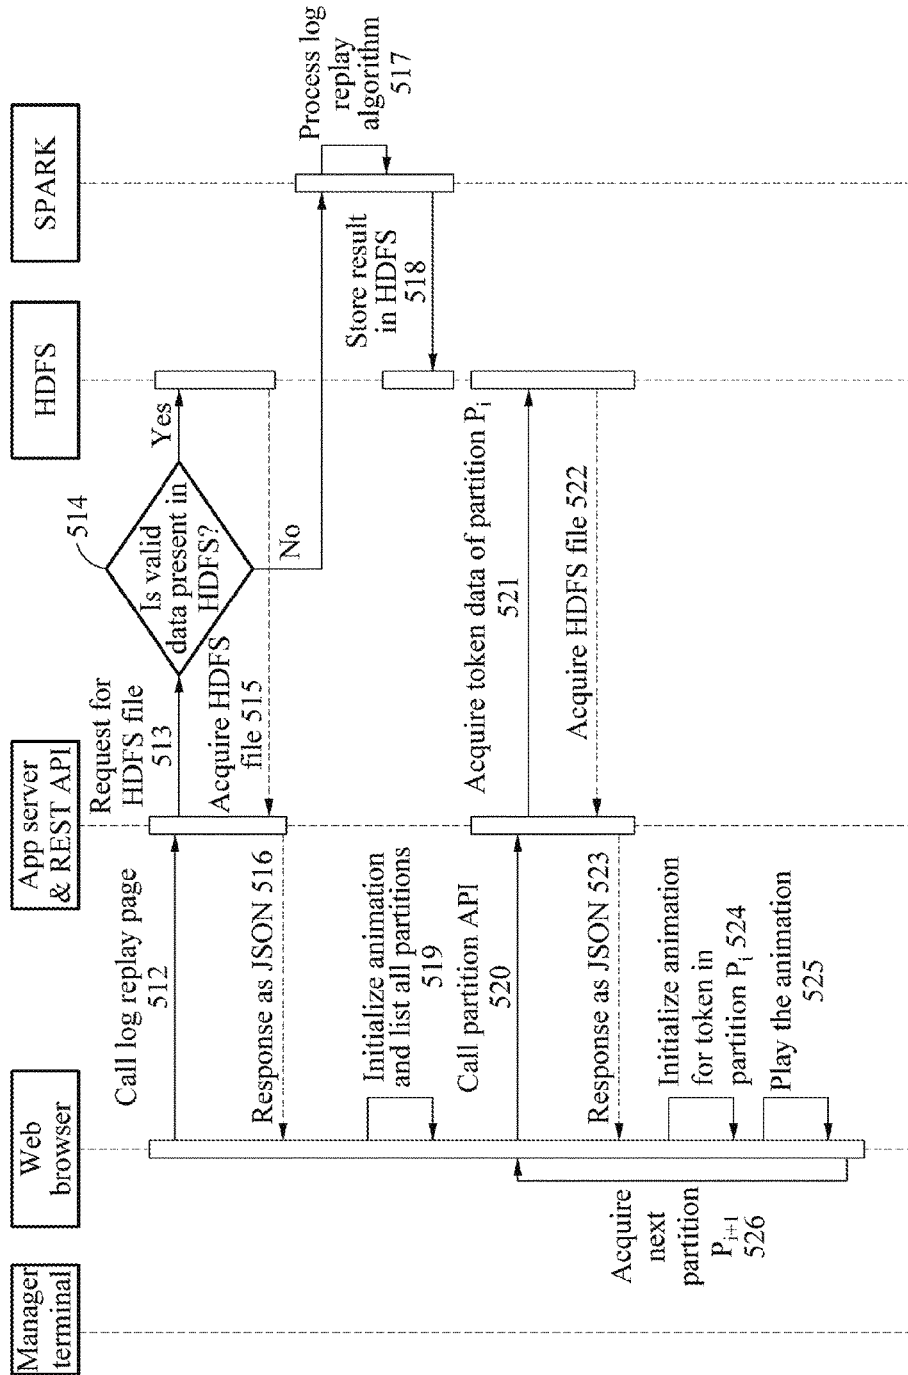 Manager
terminal
Web
browser
App server
& REST API
HDFS
SPARK
Call log replay page
512
Request for
HDFS file
513
514
Is valid
data present in
HDFS?
Yes
No
Acquire HDFS
file 515
Response as JSON 516
Process log
replay
algorithm
517
Store result
in HDFS
518
Initialize animation
and list all partitions
519
Call partition API
520
Acquire token data of partition Pi
521
Acquire HDFS file 522
Response as JSON 523
Initialize animation
for token in
partition Pi 524
Play the animation
525
Acquire
next
partition
Pi+1
526